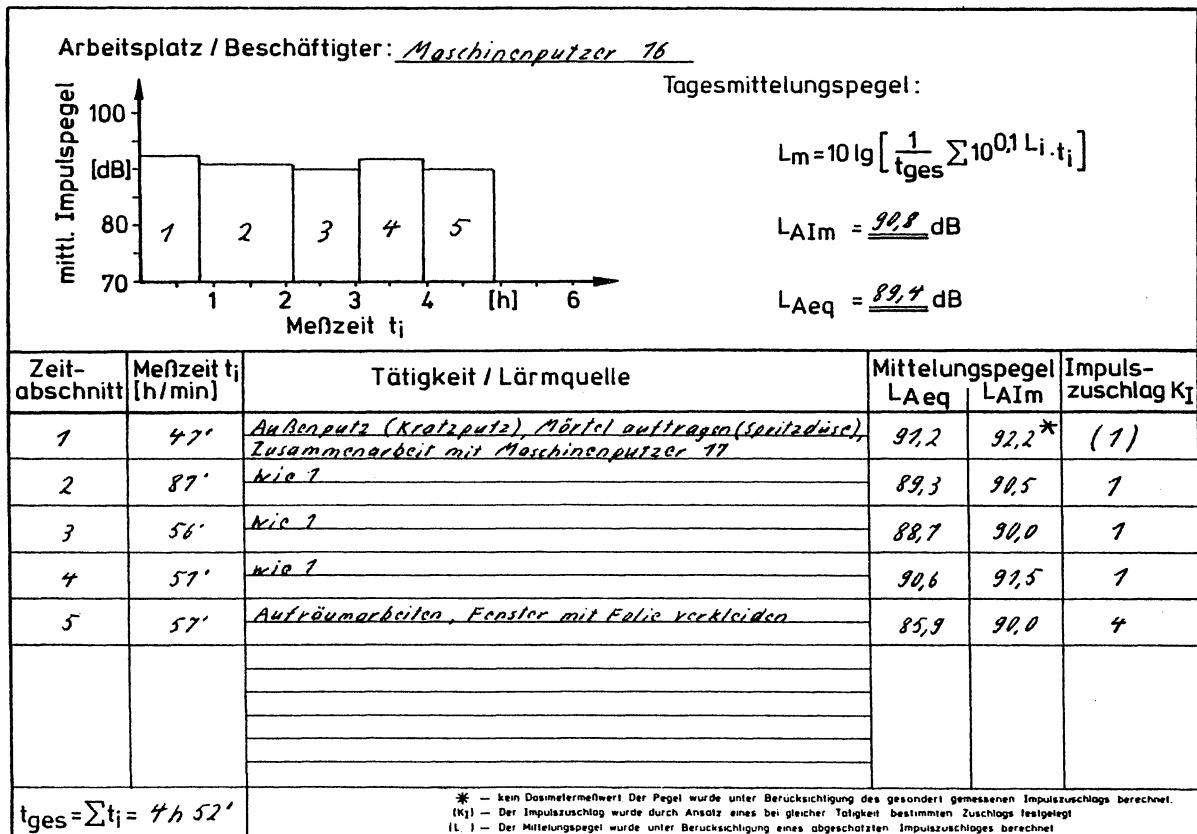 Arbeitsplatz / Beschäftigter: Maschinenputzer 16
mittl. Impulspegel [dB]
100
80
70
1 2 3 4 5
1 2 3 4 [h] 6
Meßzeit ti
Tagesmittelungspegel:
Lm = 10 lg [ 1/tges ∑ 10^0,1 Li · ti ]
LAIm = 90,8 dB
LAeq = 89,4 dB
Zeit-abschnitt | Meßzeit ti [h/min] | Tätigkeit / Lärmquelle | Mittelungspegel LAeq LAIm | Impuls-zuschlag KI
1 47' Außenputz (Kratzputz), Mörtel auftragen (Spritzdüse), 91,2 92,2* (1)
Zusammenarbeit mit Maschinenputzer 17
2 81' wie 1 89,3 90,5 1
3 56' wie 1 88,7 90,0 1
4 51' wie 1 90,6 91,5 1
5 57' Aufräumarbeiten, Fenster mit Folie verkleiden 85,9 90,0 4
tges = ∑ti = 4h 52'
* – kein Dosimetermeßwert. Der Pegel wurde unter Berücksichtigung des gesondert gemessenen Impulszuschlags berechnet.
(KI) – Der Impulszuschlag wurde durch Ansatz eines bei gleicher Tätigkeit bestimmten Zuschlags festgelegt
(L..) – Der Mittelungspegel wurde unter Berücksichtigung eines abgeschätzten Impulszuschlages berechnet